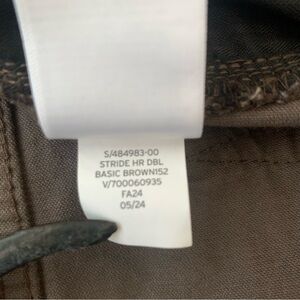 S/484983-00
STRIDE HR DBL
BASIC BROWN152
V/700060935
FA24
05/24